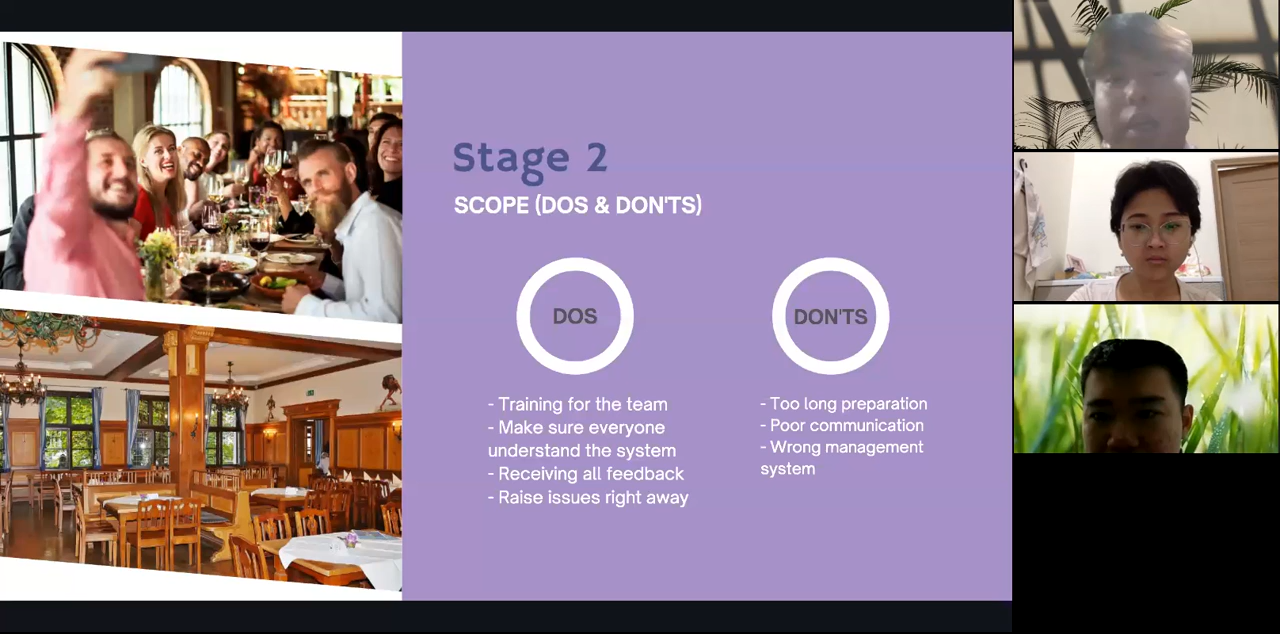 Stage 2
SCOPE (DOS & DON'TS)
DOS
- Training for the team
- Make sure everyone
understand the system
- Receiving all feedback
- Raise issues right away
DON'TS
- Too long preparation
- Poor communication
- Wrong management
system